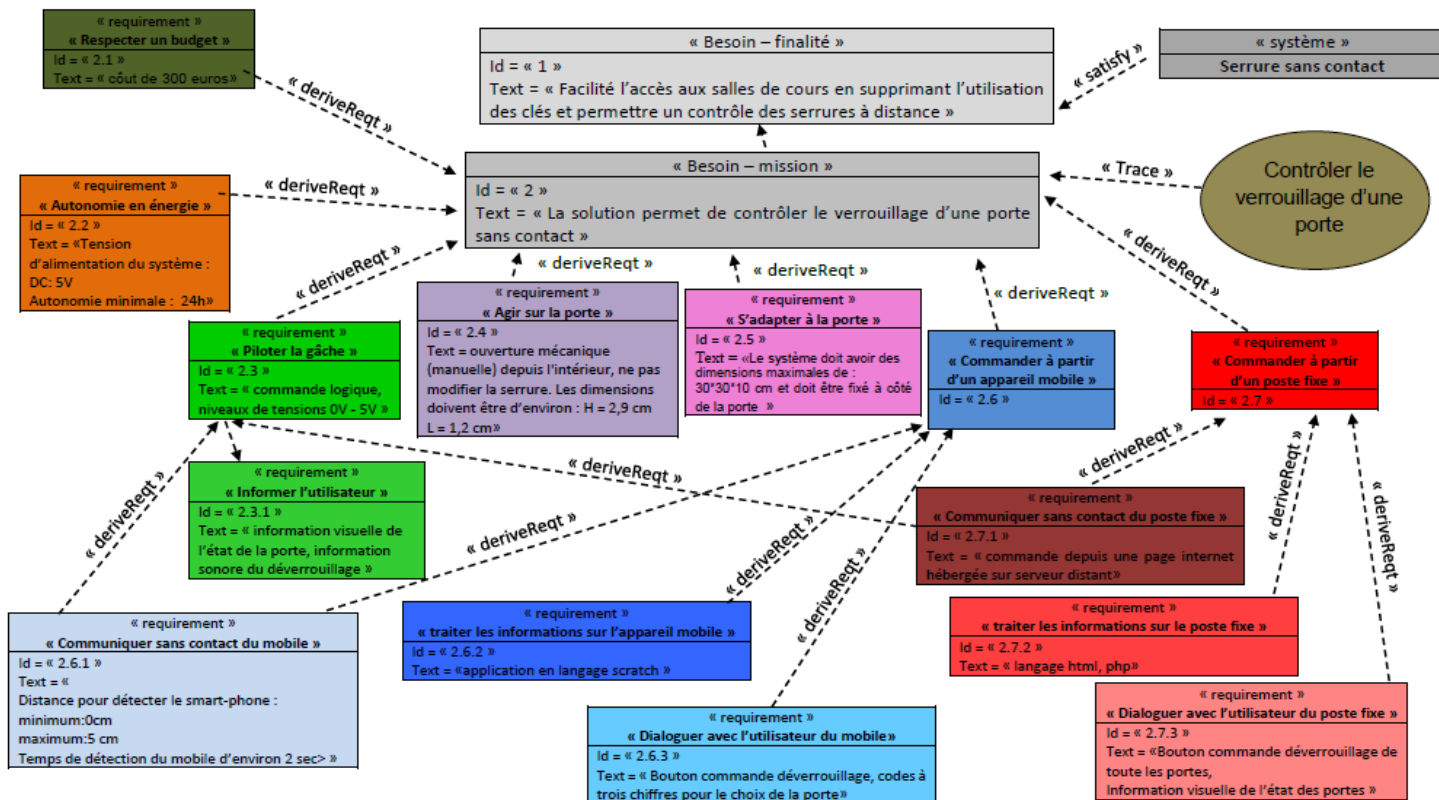 « requirement »
« Respecter un budget »
Id = « 2.1 »
Text = « côut de 300 euros»
« deriveReqt »
« Besoin – finalité »
Id = « 1 »
Text = « Facilité l’accès aux salles de cours en supprimant l’utilisation
des clés et permettre un contrôle des serrures à distance »
« satisfy »
« système »
Serrure sans contact
« requirement »
« Autonomie en énergie »
Id = « 2.2 »
Text = «Tension
d’alimentation du système :
DC: 5V
Autonomie minimale : 24h»
« deriveReqt »
« Besoin – mission »
Id = « 2 »
Text = « La solution permet de contrôler le verrouillage d’une porte
sans contact »
« Trace »
Contrôler le
verrouillage d’une
porte
« deriveReqt »
« deriveReqt »
« deriveReqt »
« deriveReqt »
« deriveReqt »
« requirement »
« Piloter la gâche »
Id = « 2.3 »
Text = « commande logique,
niveaux de tensions 0V - 5V »
« requirement »
« Agir sur la porte »
Id = « 2.4 »
Text = ouverture mécanique
(manuelle) depuis l’intérieur, ne pas
modifier la serrure. Les dimensions
doivent être d’environ : H = 2,9 cm
L = 1,2 cm»
« requirement »
« S’adapter à la porte »
Id = « 2.5 »
Text = «Le système doit avoir des
dimensions maximales de :
30*30*10 cm et doit être fixé à côté
de la porte »
« requirement »
« Commander à partir
d’un appareil mobile »
Id = « 2.6 »
« requirement »
« Commander à partir
d’un poste fixe »
Id = « 2.7 »
« requirement »
« Informer l’utilisateur »
Id = « 2.3.1 »
Text = « information visuelle de
l’état de la porte, information
sonore du déverrouillage »
« deriveReqt »
« deriveReqt »
« deriveReqt »
« deriveReqt »
« deriveReqt »
« deriveReqt »
« deriveReqt »
« deriveReqt »
« requirement »
« Communiquer sans contact du poste fixe »
Id = « 2.7.1 »
Text = « commande depuis une page internet
hébergée sur serveur distant»
« requirement »
« Communiquer sans contact du mobile »
Id = « 2.6.1 »
Text = «
Distance pour détecter le smart-phone :
minimum:0cm
maximum:5 cm
Temps de détection du mobile d’environ 2 sec> »
« requirement »
« traiter les informations sur l’appareil mobile »
Id = « 2.6.2 »
Text = «application en langage scratch »
« requirement »
« traiter les informations sur le poste fixe »
Id = « 2.7.2 »
Text = « langage html, php»
« requirement »
« Dialoguer avec l’utilisateur du mobile»
Id = « 2.6.3 »
Text = « Bouton commande déverrouillage, codes à
trois chiffres pour le choix de la porte»
« requirement »
« Dialoguer avec l’utilisateur du poste fixe »
Id = « 2.7.3 »
Text = «Bouton commande déverrouillage de
toute les portes,
Information visuelle de l’état des portes »